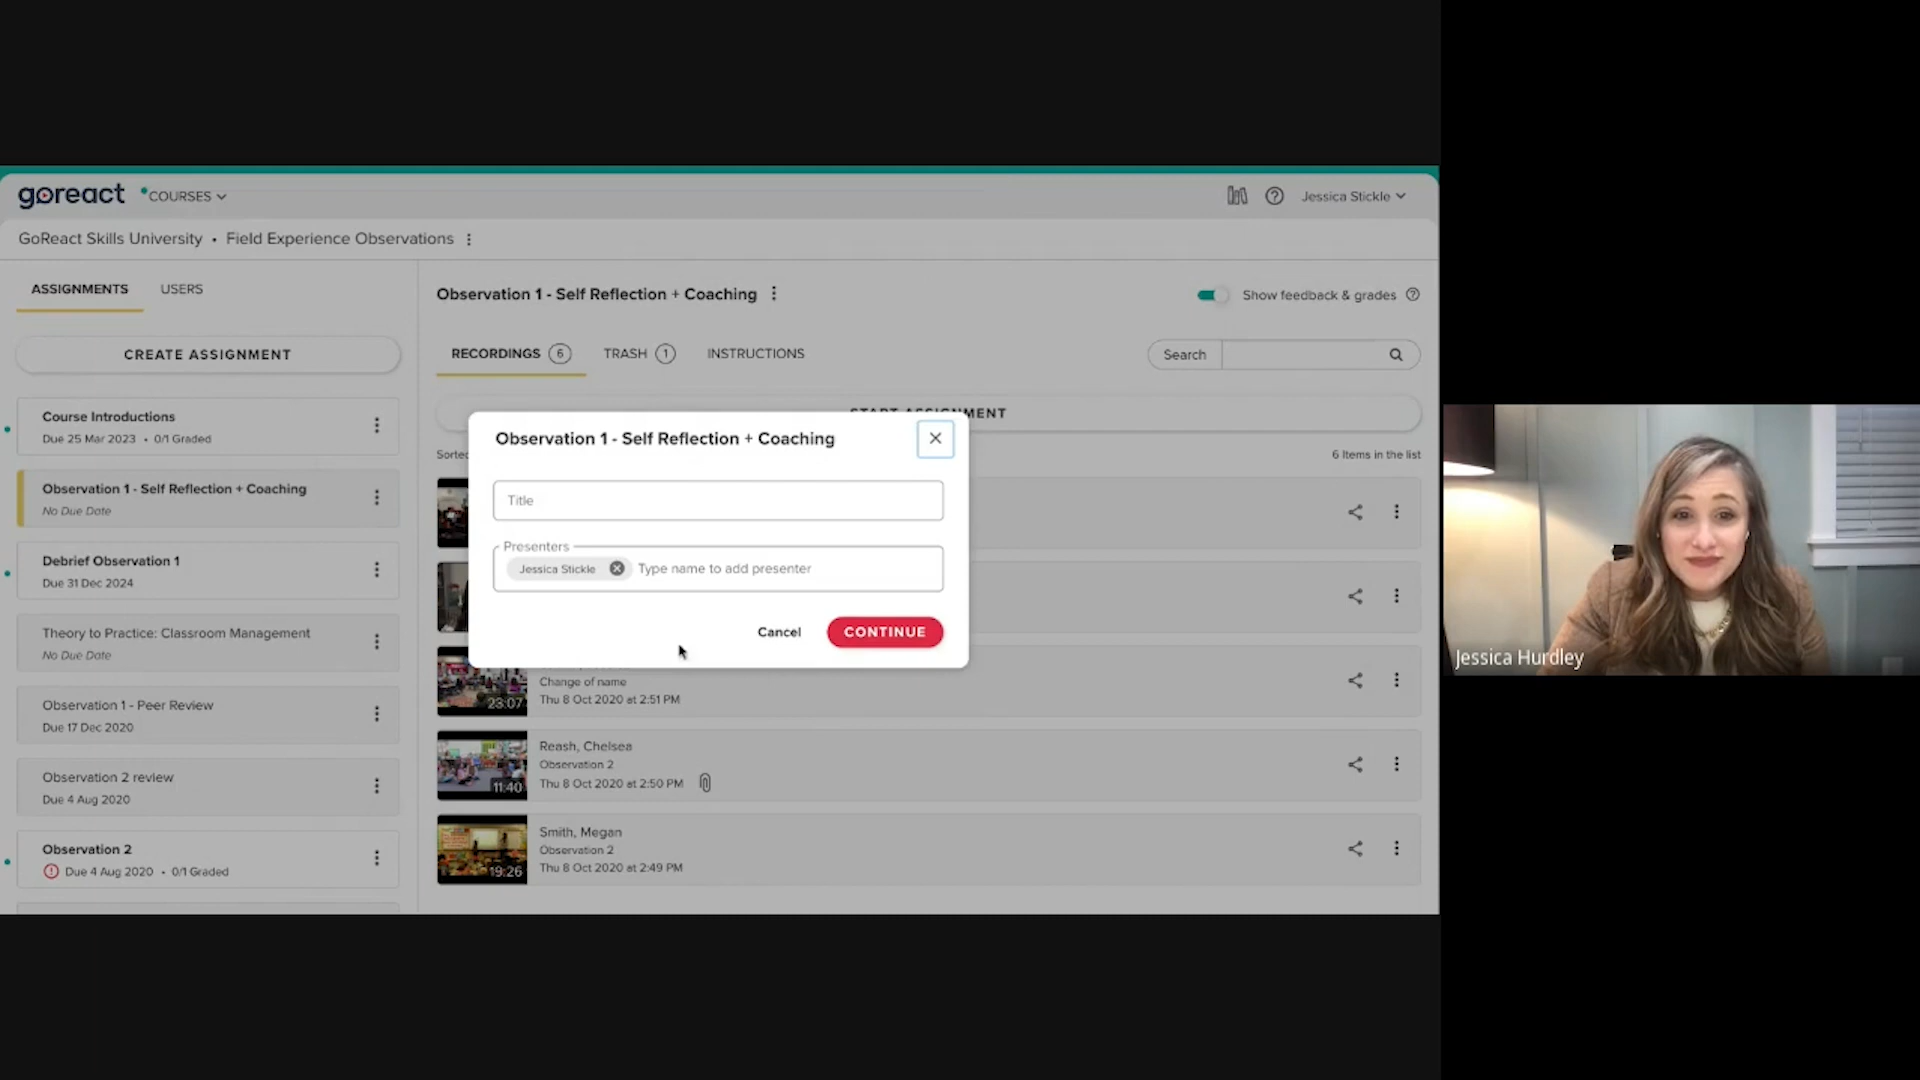 goreact
COURSES
Jessica Stickle
GoReact Skills University • Field Experience Observations
ASSIGNMENTS
USERS
CREATE ASSIGNMENT
Course Introductions
Due 25 Mar 2023 • 0/1 Graded
Observation 1 - Self Reflection + Coaching
No Due Date
Debrief Observation 1
Due 31 Dec 2024
Theory to Practice: Classroom Management
No Due Date
Observation 1 - Peer Review
Due 17 Dec 2020
Observation 2 review
Due 4 Aug 2020
Observation 2
Due 4 Aug 2020 • 0/1 Graded
Observation 1 - Self Reflection + Coaching
Show feedback & grades
RECORDINGS 6
TRASH 1
INSTRUCTIONS
Search
START ASSIGNMENT
Sorted
6 Items in the list
Observation 1 - Self Reflection + Coaching
Title
Presenters
Jessica Stickle
Type name to add presenter
Cancel
CONTINUE
23:07
Change of name
Thu 8 Oct 2020 at 2:51 PM
11:40
Reash, Chelsea
Observation 2
Thu 8 Oct 2020 at 2:50 PM
19:26
Smith, Megan
Observation 2
Thu 8 Oct 2020 at 2:49 PM
Jessica Hurdley